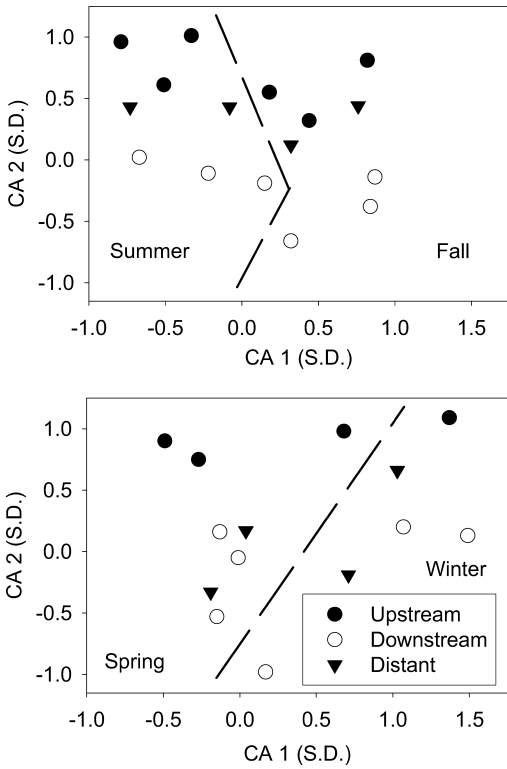 1.0
0.5
0.0
-0.5
-1.0
CA 2 (S.D.)
Summer
Fall
-1.0 -0.5 0.0 0.5 1.0 1.5
CA 1 (S.D.)
1.0
0.5
0.0
-0.5
-1.0
CA 2 (S.D.)
Winter
Upstream
Downstream
Distant
Spring
-1.0 -0.5 0.0 0.5 1.0 1.5
CA 1 (S.D.)